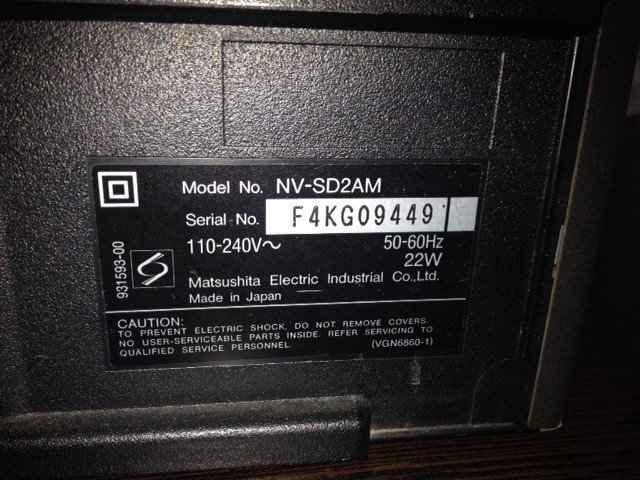 Model No. NV-SD2AM
Serial No. F4KG09449
110-240V~ 50-60Hz
22W
Matsushita Electric Industrial Co.,Ltd.
Made in Japan
931593-00
CAUTION:
TO PREVENT ELECTRIC SHOCK, DO NOT REMOVE COVERS.
NO USER-SERVICEABLE PARTS INSIDE. REFER SERVICING TO
QUALIFIED SERVICE PERSONNEL. (VGN6860-1)